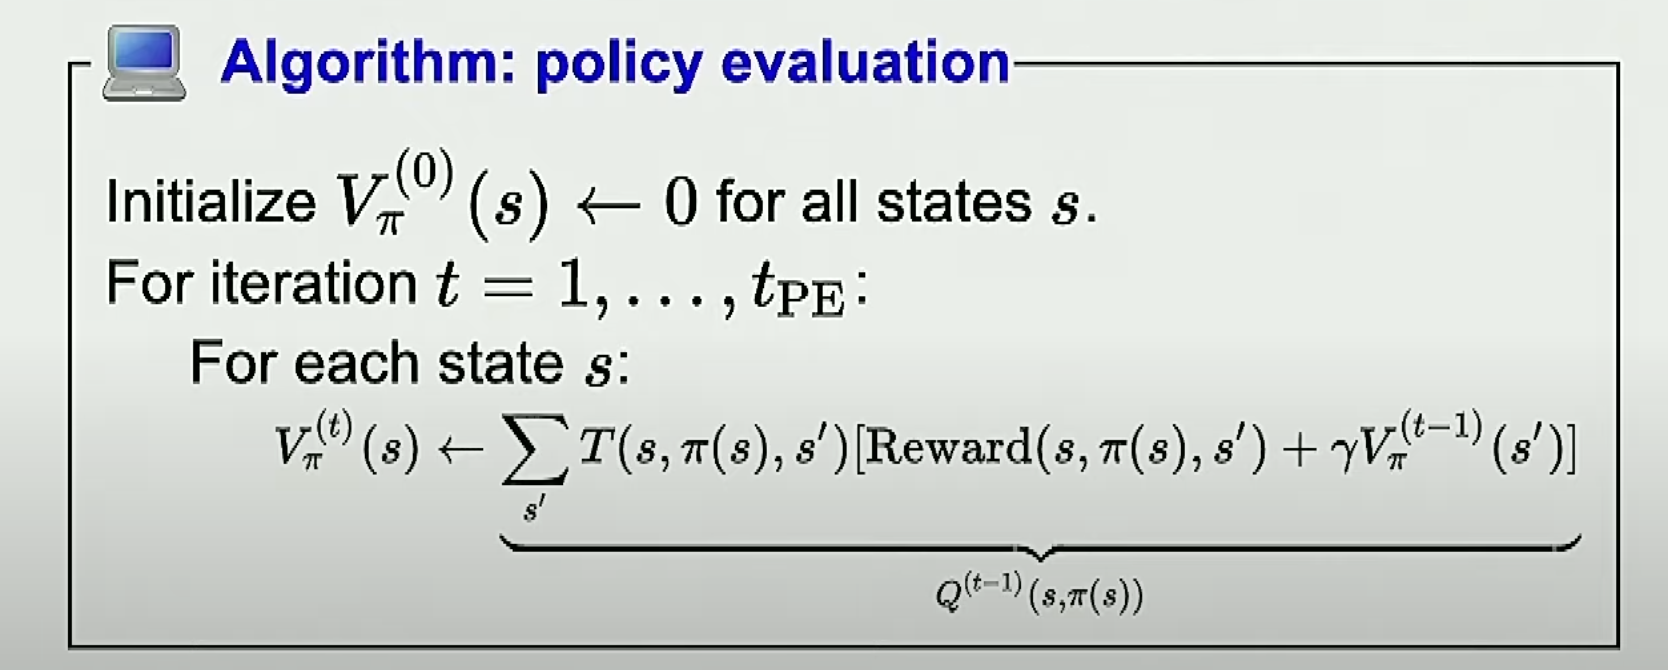 Algorithm: policy evaluation
Initialize $V_\pi^{(0)}(s) \leftarrow 0$ for all states $s$.
For iteration $t = 1, \ldots, t_{\text{PE}}$:
For each state $s$:
$V_\pi^{(t)}(s) \leftarrow \sum_{s'} T(s, \pi(s), s')[\text{Reward}(s, \pi(s), s') + \gamma V_\pi^{(t-1)}(s')]$
$Q^{(t-1)}(s,\pi(s))$